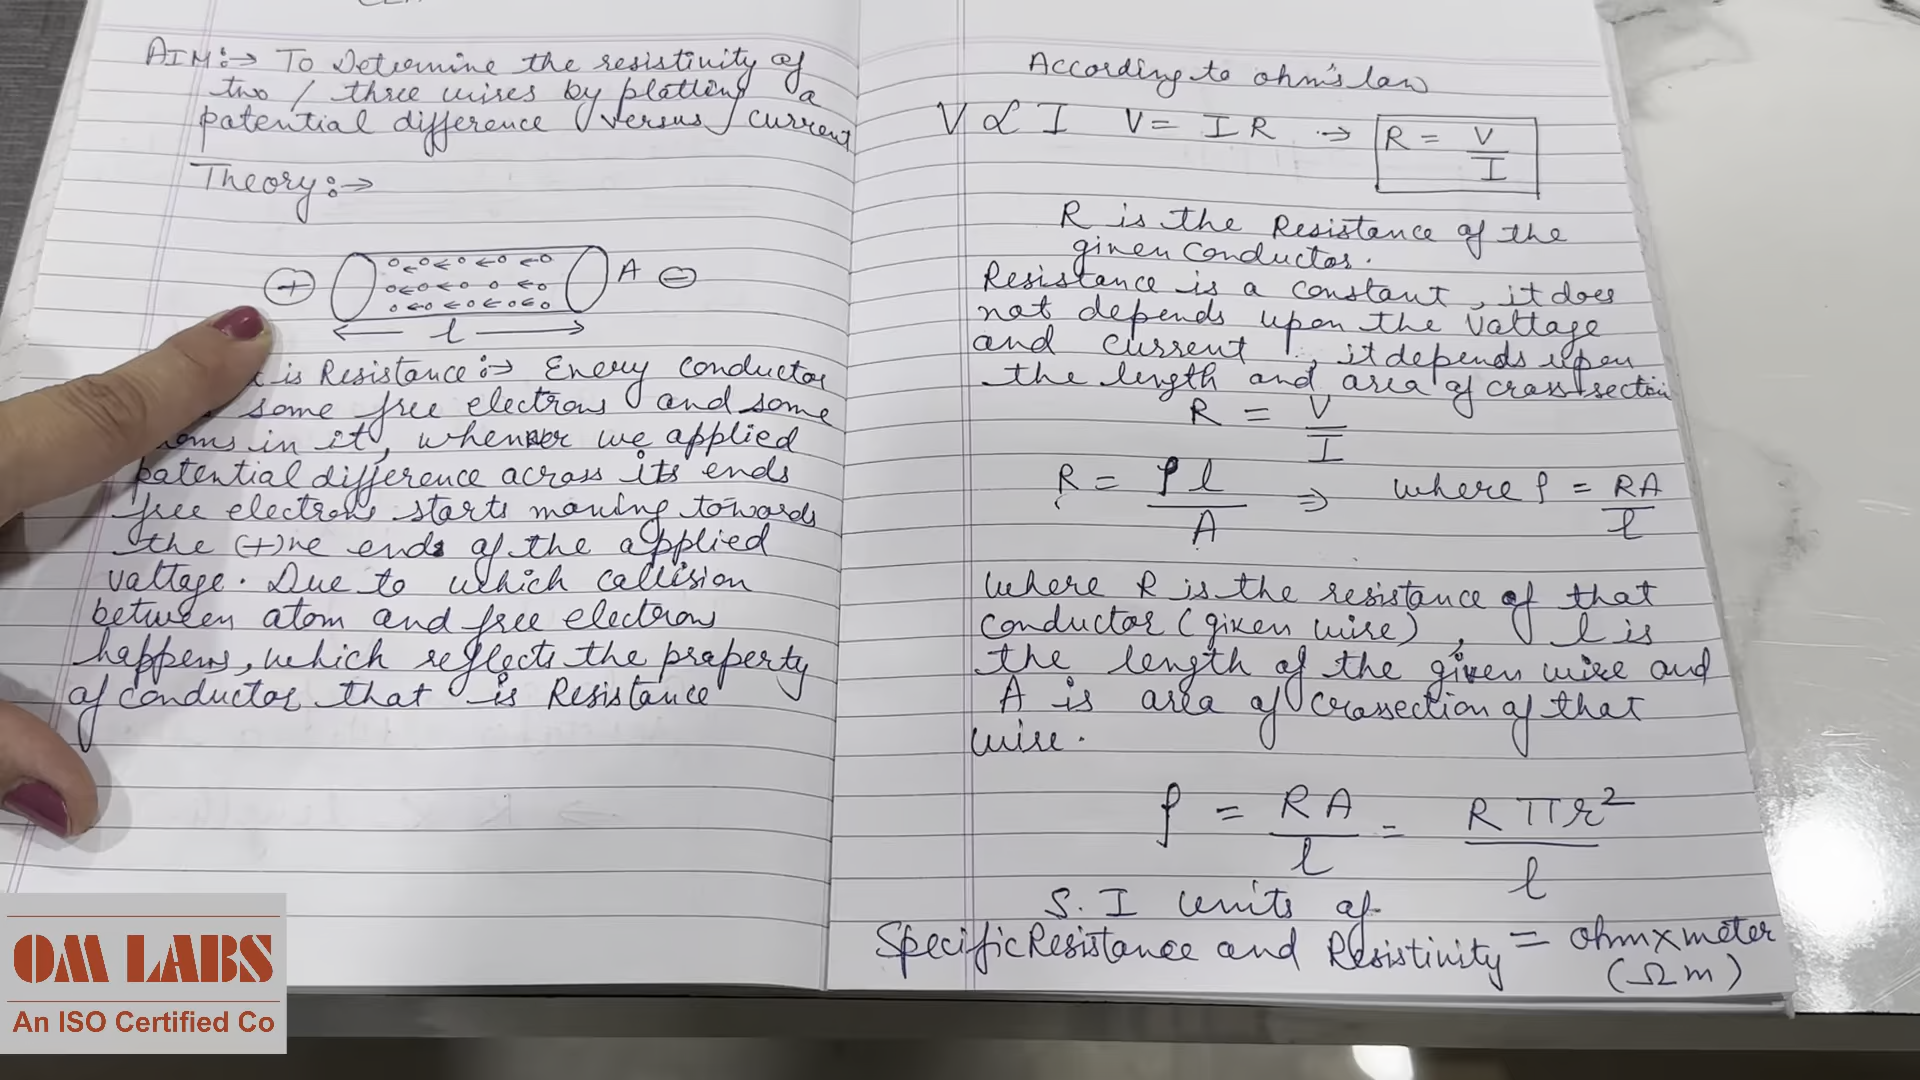 AIM:→ To Determine the resistivity of
two / three wires by plotting a
potential difference versus current
Theory:→
+ A −
l
is Resistance:→ Every conductor
some free electrons and some
in it, whenever we applied
potential difference across its ends
free electrons starts moving towards
the (+)ve ends of the applied
voltage. Due to which collision
between atom and free electrons
happens, which reflects the property
of conductor that is Resistance
According to ohm's law
V ∝ I V = I R → R = V/I
R is the Resistance of the
given conductor.
Resistance is a constant, it does
not depends upon the voltage
and current, it depends upon
the length and area of cross section
R = V/I
R = ρl/A ⇒ where ρ = RA/l
where R is the resistance of that
conductor (given wire), l is
the length of the given wire and
A is area of crossection of that
wire.
ρ = RA/l = Rπr²/l
S.I units of
Specific Resistance and Resistivity = ohm×meter
(Ωm)
OM LABS
An ISO Certified Co